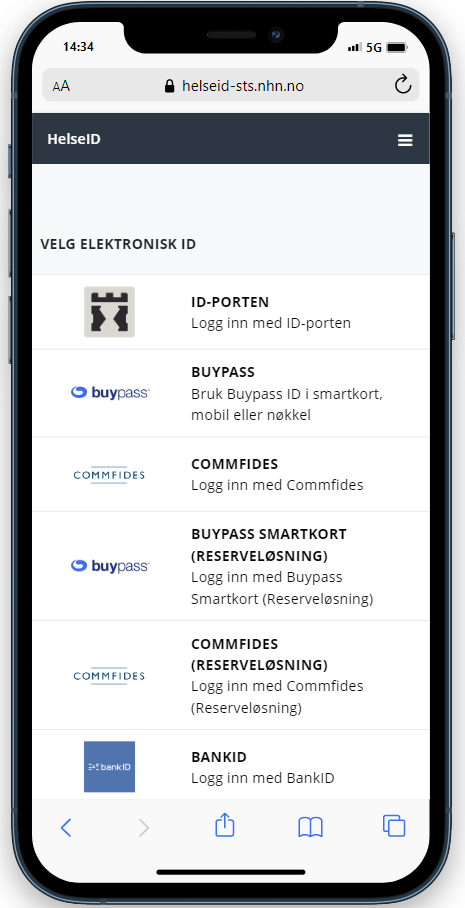 14:34
5G
AA
helseid-sts.nhn.no
HelseID
VELG ELEKTRONISK ID
ID-PORTEN
Logg inn med ID-porten
buypass
BUYPASS
Bruk Buypass ID i smartkort,
mobil eller nøkkel
COMMFIDES
COMMFIDES
Logg inn med Commfides
buypass
BUYPASS SMARTKORT
(RESERVELØSNING)
Logg inn med Buypass
Smartkort (Reserveløsning)
COMMFIDES
COMMFIDES
(RESERVELØSNING)
Logg inn med Commfides
(Reserveløsning)
bankID
BANKID
Logg inn med BankID